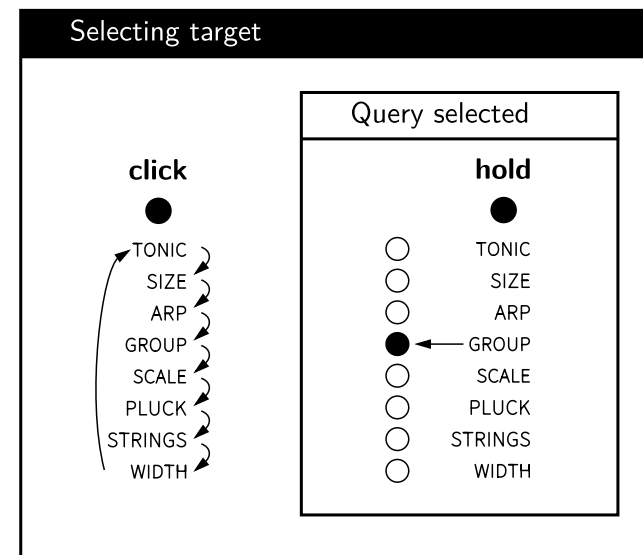 Selecting target
click
TONIC
SIZE
ARP
GROUP
SCALE
PLUCK
STRINGS
WIDTH
Query selected
hold
TONIC
SIZE
ARP
GROUP
SCALE
PLUCK
STRINGS
WIDTH